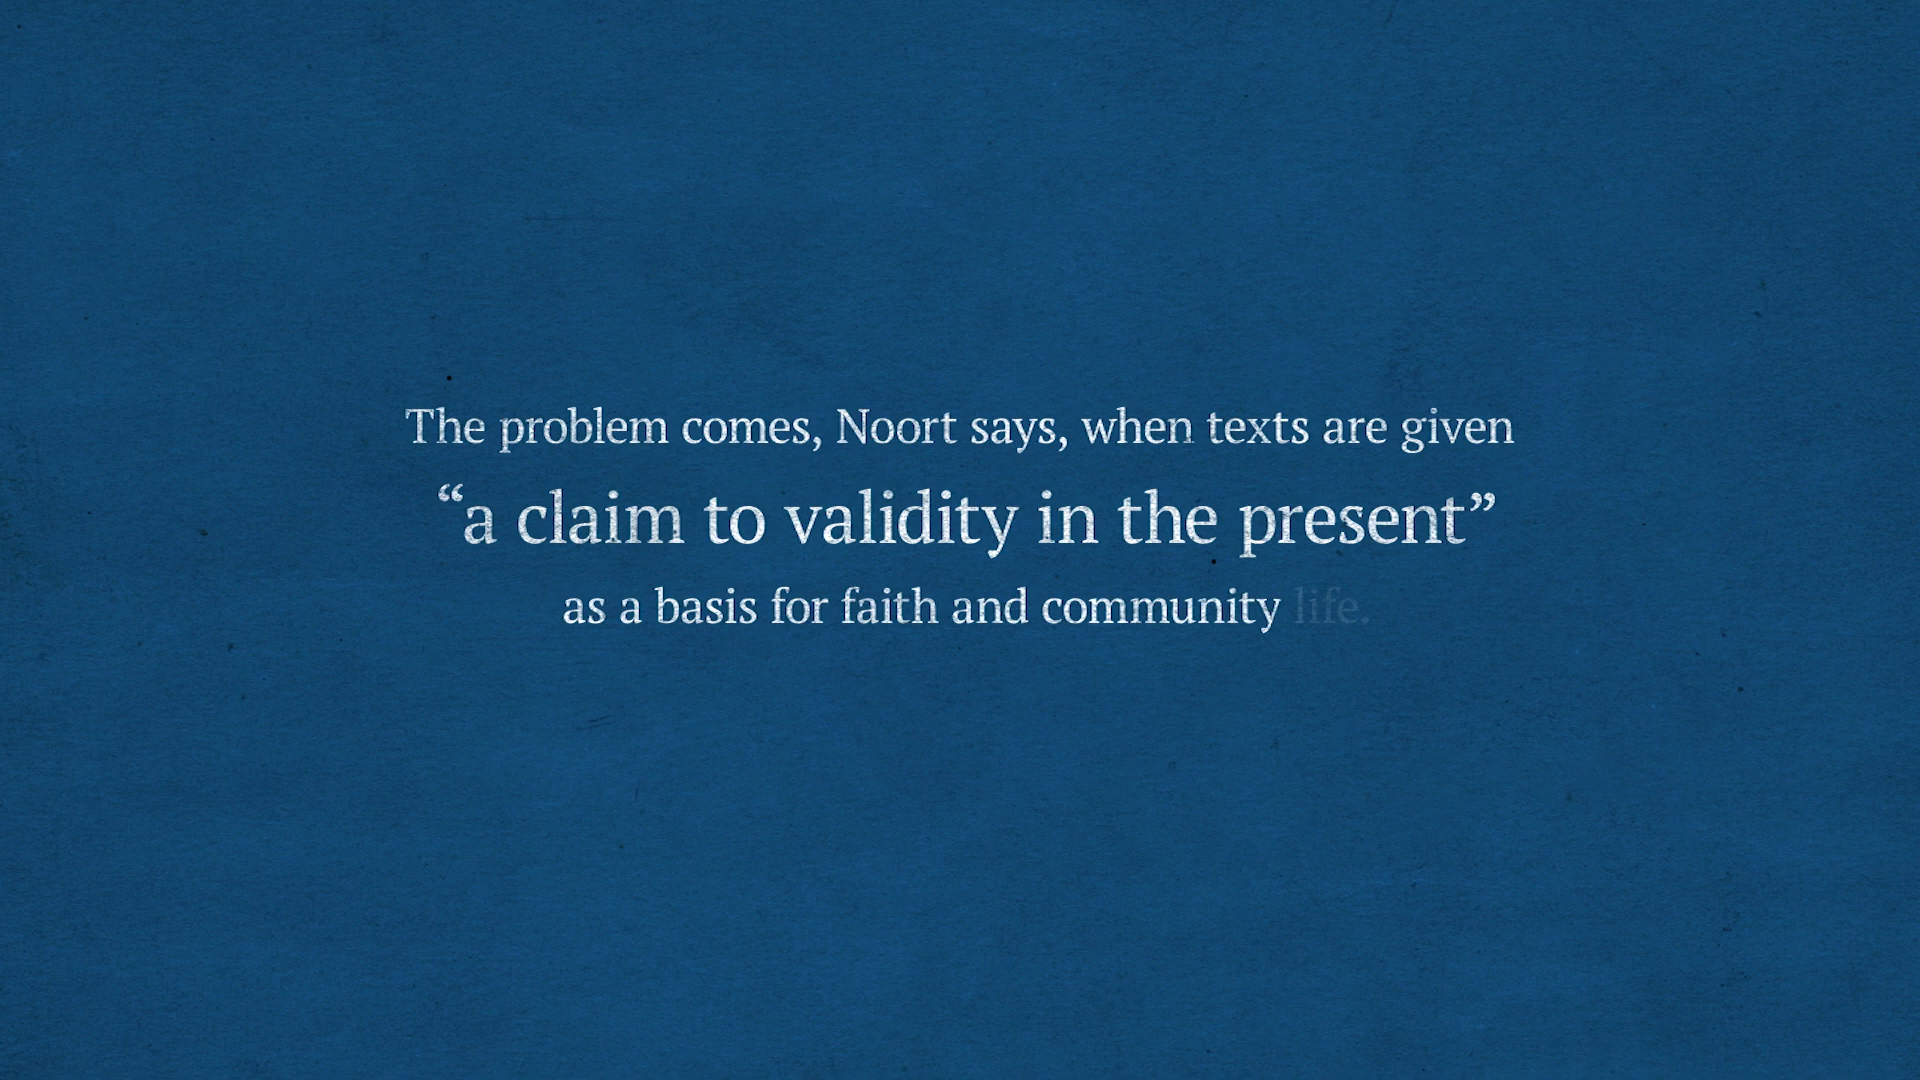 The problem comes, Noort says, when texts are given
“a claim to validity in the present”
as a basis for faith and community life.